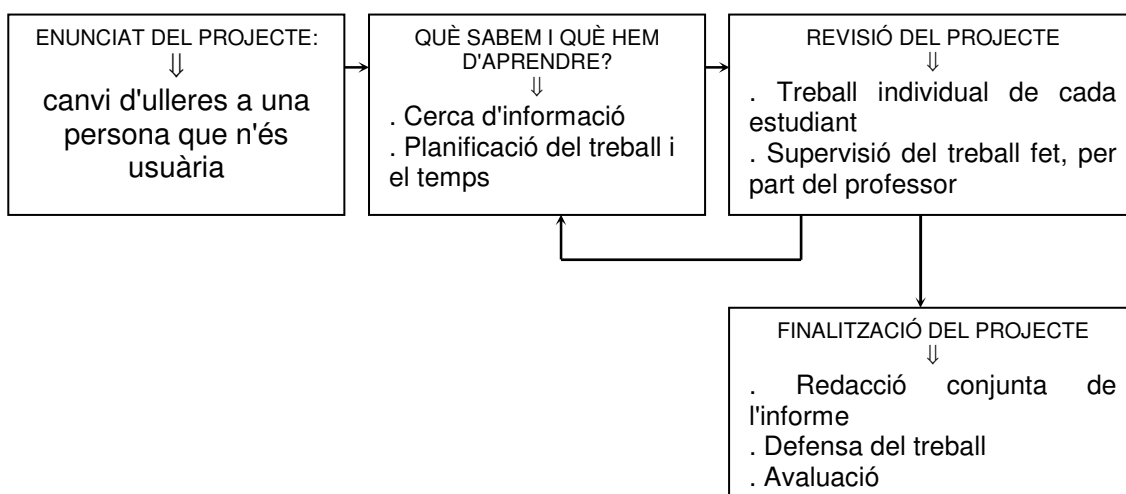 ENUNCIAT DEL PROJECTE:
⇓
canvi d'ulleres a una
persona que n'és
usuària
QUÈ SABEM I QUÈ HEM
D'APRENDRE?
⇓
. Cerca d'informació
. Planificació del treball i
el temps
REVISIÓ DEL PROJECTE
⇓
. Treball individual de cada
estudiant
. Supervisió del treball fet, per
part del professor
FINALITZACIÓ DEL PROJECTE
⇓
. Redacció conjunta de
l'informe
. Defensa del treball
. Avaluació